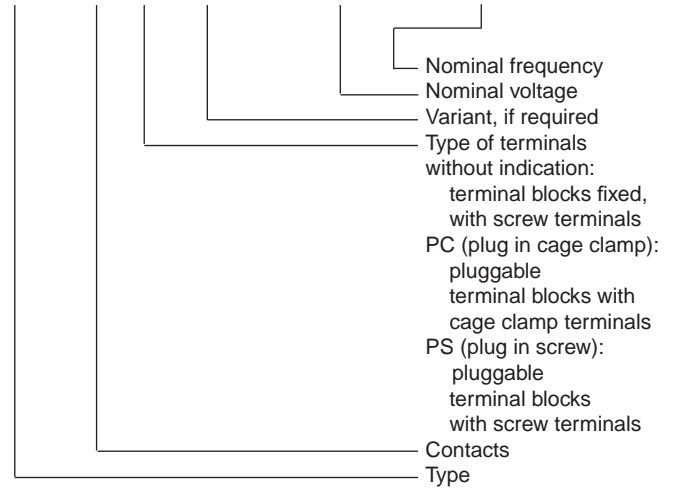 Nominal frequency
Nominal voltage
Variant, if required
Type of terminals
without indication:
terminal blocks fixed,
with screw terminals
PC (plug in cage clamp):
pluggable
terminal blocks with
cage clamp terminals
PS (plug in screw):
pluggable
terminal blocks
with screw terminals
Contacts
Type